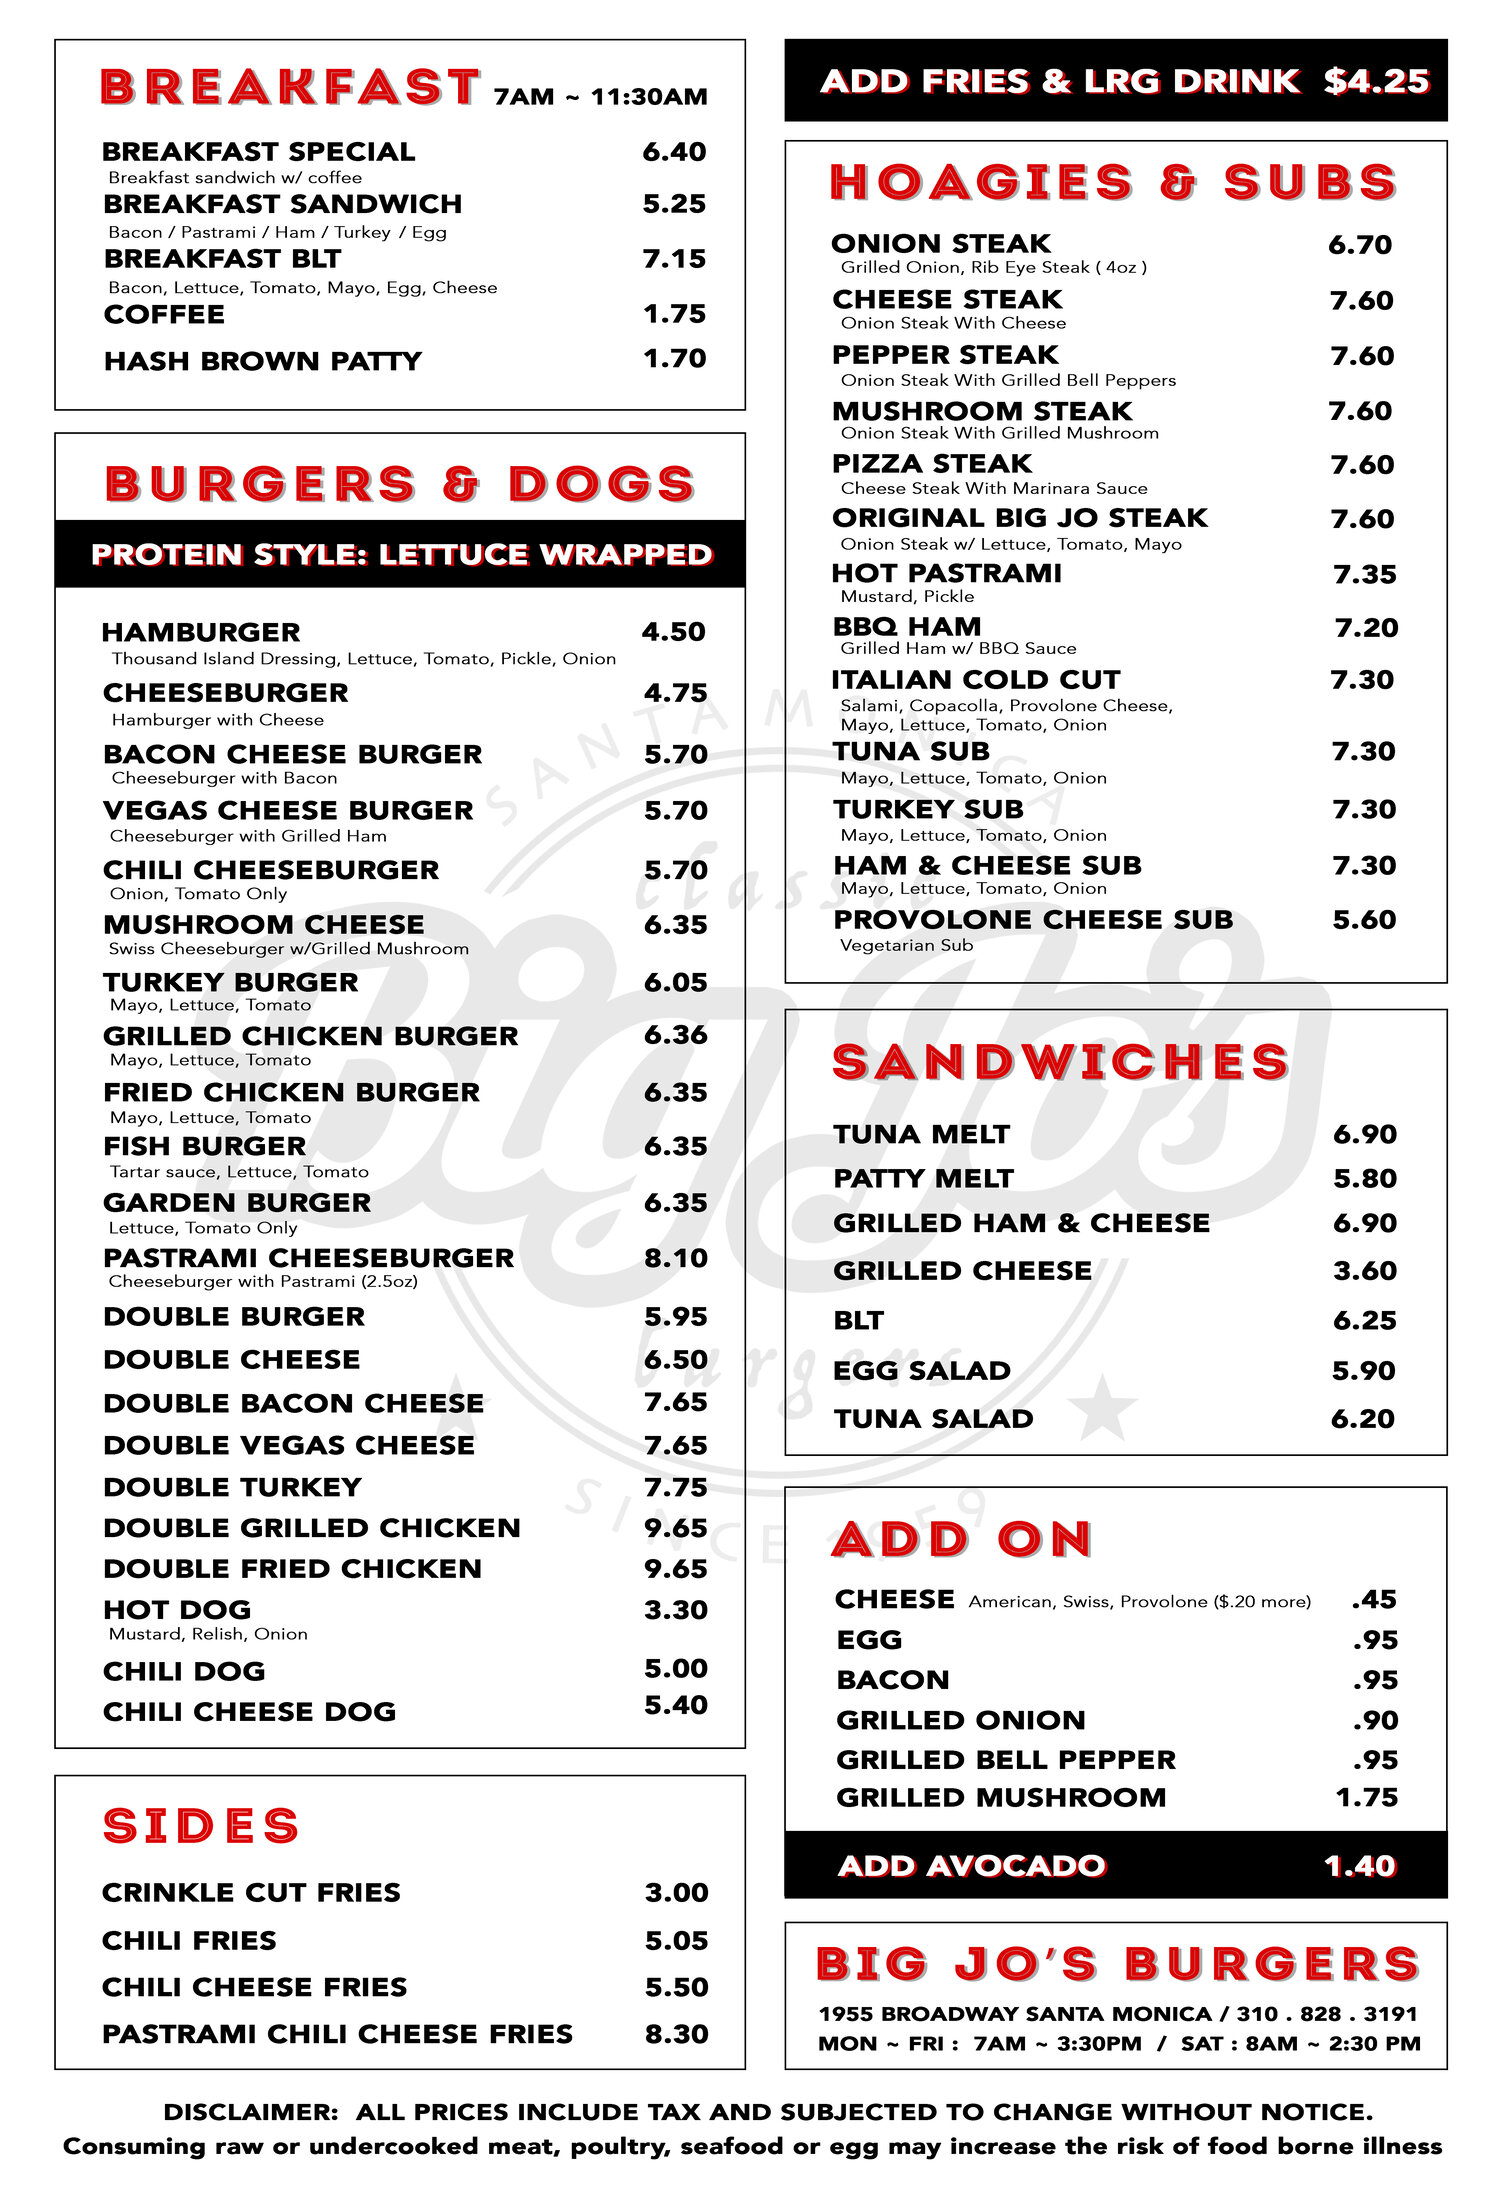 BREAKFAST 7AM ~ 11:30AM
BREAKFAST SPECIAL 6.40
Breakfast sandwich w/ coffee
BREAKFAST SANDWICH 5.25
Bacon / Pastrami / Ham / Turkey / Egg
BREAKFAST BLT 7.15
Bacon, Lettuce, Tomato, Mayo, Egg, Cheese
COFFEE 1.75
HASH BROWN PATTY 1.70
BURGERS & DOGS
PROTEIN STYLE: LETTUCE WRAPPED
HAMBURGER 4.50
Thousand Island Dressing, Lettuce, Tomato, Pickle, Onion
CHEESEBURGER 4.75
Hamburger with Cheese
BACON CHEESE BURGER 5.70
Cheeseburger with Bacon
VEGAS CHEESE BURGER 5.70
Cheeseburger with Grilled Ham
CHILI CHEESEBURGER 5.70
Onion, Tomato Only
MUSHROOM CHEESE 6.35
Swiss Cheeseburger w/Grilled Mushroom
TURKEY BURGER 6.05
Mayo, Lettuce, Tomato
GRILLED CHICKEN BURGER 6.36
Mayo, Lettuce, Tomato
FRIED CHICKEN BURGER 6.35
Mayo, Lettuce, Tomato
FISH BURGER 6.35
Tartar sauce, Lettuce, Tomato
GARDEN BURGER 6.35
Lettuce, Tomato Only
PASTRAMI CHEESEBURGER 8.10
Cheeseburger with Pastrami (2.5oz)
DOUBLE BURGER 5.95
DOUBLE CHEESE 6.50
DOUBLE BACON CHEESE 7.65
DOUBLE VEGAS CHEESE 7.65
DOUBLE TURKEY 7.75
DOUBLE GRILLED CHICKEN 9.65
DOUBLE FRIED CHICKEN 9.65
HOT DOG 3.30
Mustard, Relish, Onion
CHILI DOG 5.00
CHILI CHEESE DOG 5.40
SIDES
CRINKLE CUT FRIES 3.00
CHILI FRIES 5.05
CHILI CHEESE FRIES 5.50
PASTRAMI CHILI CHEESE FRIES 8.30
ADD FRIES & LRG DRINK $4.25
HOAGIES & SUBS
ONION STEAK 6.70
Grilled Onion, Rib Eye Steak ( 4oz )
CHEESE STEAK 7.60
Onion Steak With Cheese
PEPPER STEAK 7.60
Onion Steak With Grilled Bell Peppers
MUSHROOM STEAK 7.60
Onion Steak With Grilled Mushroom
PIZZA STEAK 7.60
Cheese Steak With Marinara Sauce
ORIGINAL BIG JO STEAK 7.60
Onion Steak w/ Lettuce, Tomato, Mayo
HOT PASTRAMI 7.35
Mustard, Pickle
BBQ HAM 7.20
Grilled Ham w/ BBQ Sauce
ITALIAN COLD CUT 7.30
Salami, Copacolla, Provolone Cheese,
Mayo, Lettuce, Tomato, Onion
TUNA SUB 7.30
Mayo, Lettuce, Tomato, Onion
TURKEY SUB 7.30
Mayo, Lettuce, Tomato, Onion
HAM & CHEESE SUB 7.30
Mayo, Lettuce, Tomato, Onion
PROVOLONE CHEESE SUB 5.60
Vegetarian Sub
SANDWICHES
TUNA MELT 6.90
PATTY MELT 5.80
GRILLED HAM & CHEESE 6.90
GRILLED CHEESE 3.60
BLT 6.25
EGG SALAD 5.90
TUNA SALAD 6.20
ADD ON
CHEESE American, Swiss, Provolone ($.20 more) .45
EGG .95
BACON .95
GRILLED ONION .90
GRILLED BELL PEPPER .95
GRILLED MUSHROOM 1.75
ADD AVOCADO 1.40
BIG JO'S BURGERS
1955 BROADWAY SANTA MONICA / 310 . 828 . 3191
MON ~ FRI : 7AM ~ 3:30PM / SAT : 8AM ~ 2:30 PM
SANTA MONICA
classic
Big Jo's
burgers
SINCE 1959
DISCLAIMER: ALL PRICES INCLUDE TAX AND SUBJECTED TO CHANGE WITHOUT NOTICE.
Consuming raw or undercooked meat, poultry, seafood or egg may increase the risk of food borne illness